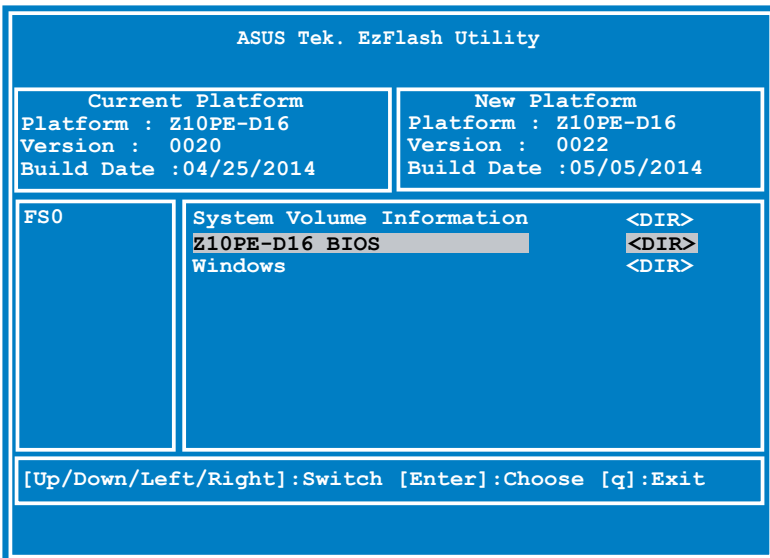 ASUS Tek. EzFlash Utility
Current Platform
Platform : Z10PE-D16
Version : 0020
Build Date :04/25/2014
New Platform
Platform : Z10PE-D16
Version : 0022
Build Date :05/05/2014
FS0
System Volume Information <DIR>
Z10PE-D16 BIOS <DIR>
Windows <DIR>
[Up/Down/Left/Right]:Switch [Enter]:Choose [q]:Exit